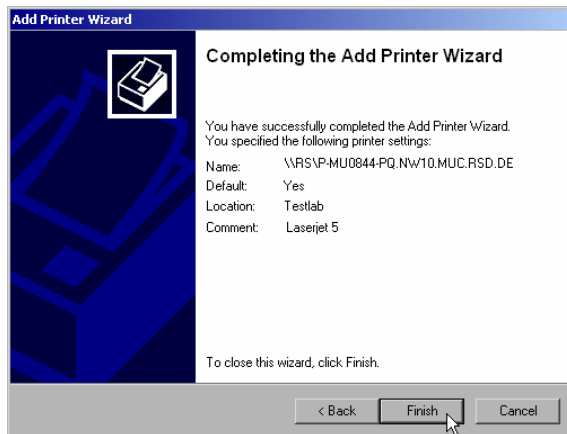 Add Printer Wizard
Completing the Add Printer Wizard
You have successfully completed the Add Printer Wizard.
You specified the following printer settings:
Name: \\RS\P-MU0844-PQ.NW10.MUC.RSD.DE
Default: Yes
Location: Testlab
Comment: Laserjet 5
To close this wizard, click Finish.
< Back Finish Cancel